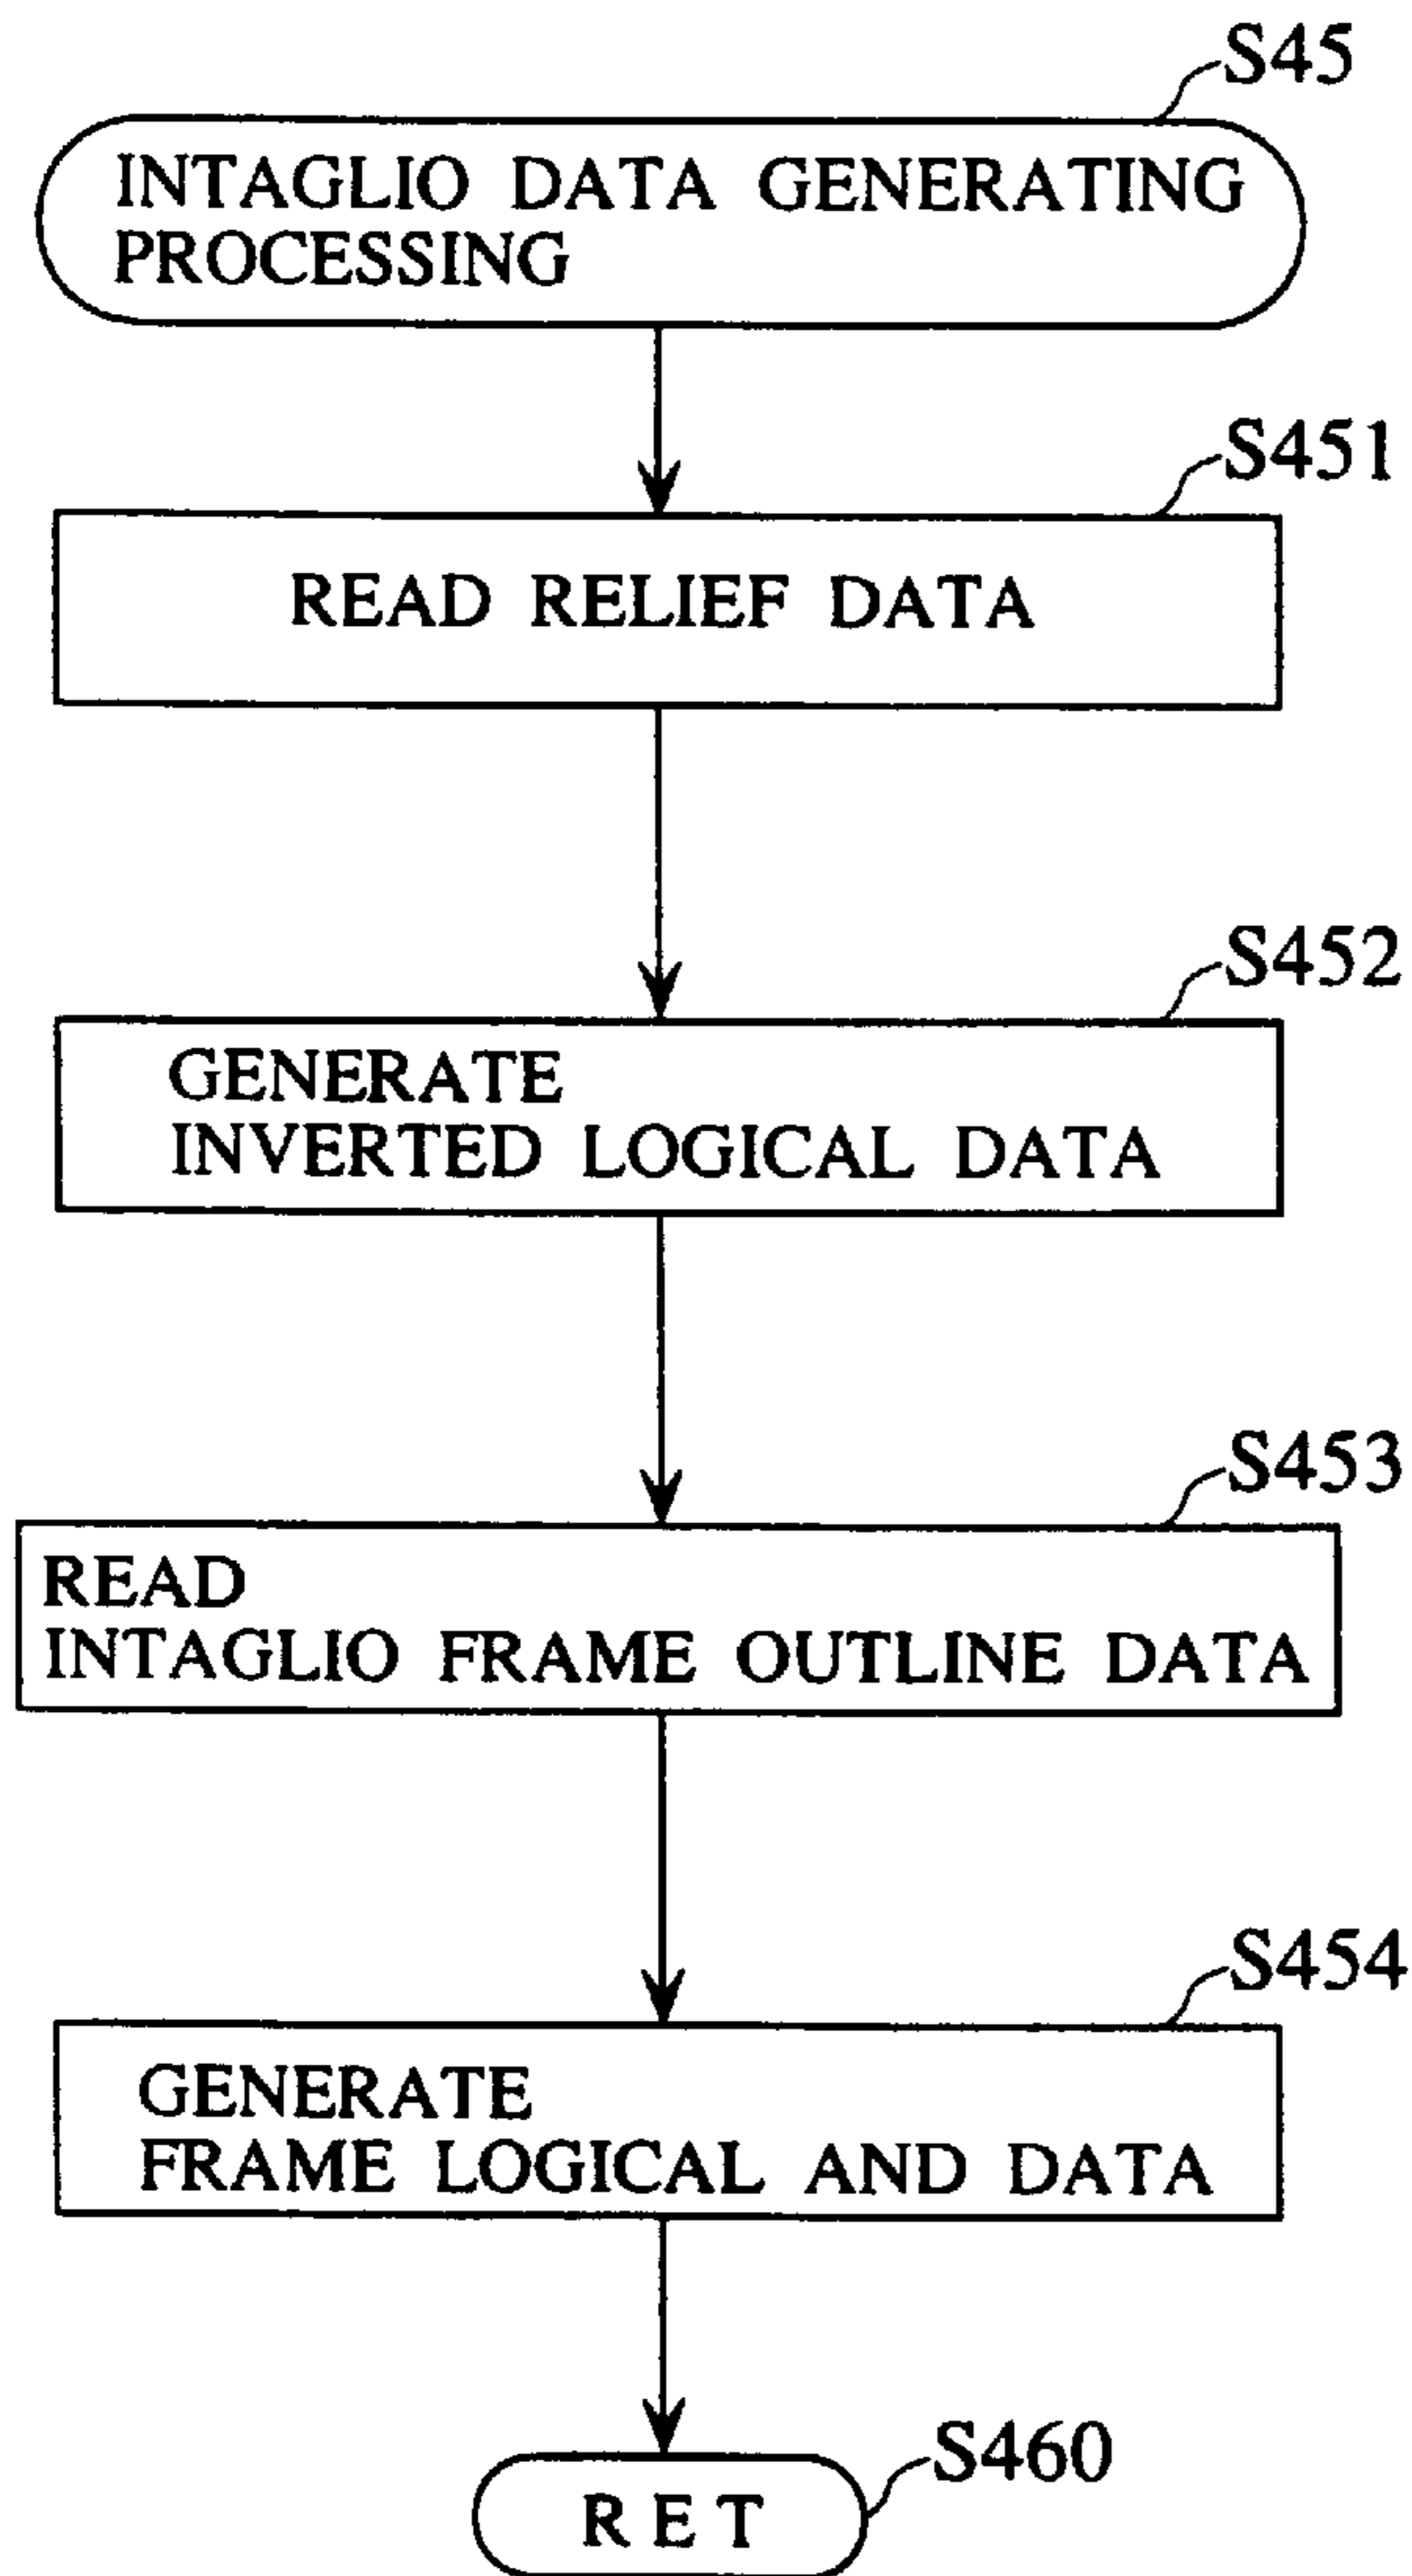 S45
INTAGLIO DATA GENERATING
PROCESSING
S451
READ RELIEF DATA
S452
GENERATE
INVERTED LOGICAL DATA
S453
READ
INTAGLIO FRAME OUTLINE DATA
S454
GENERATE
FRAME LOGICAL AND DATA
S460
RET